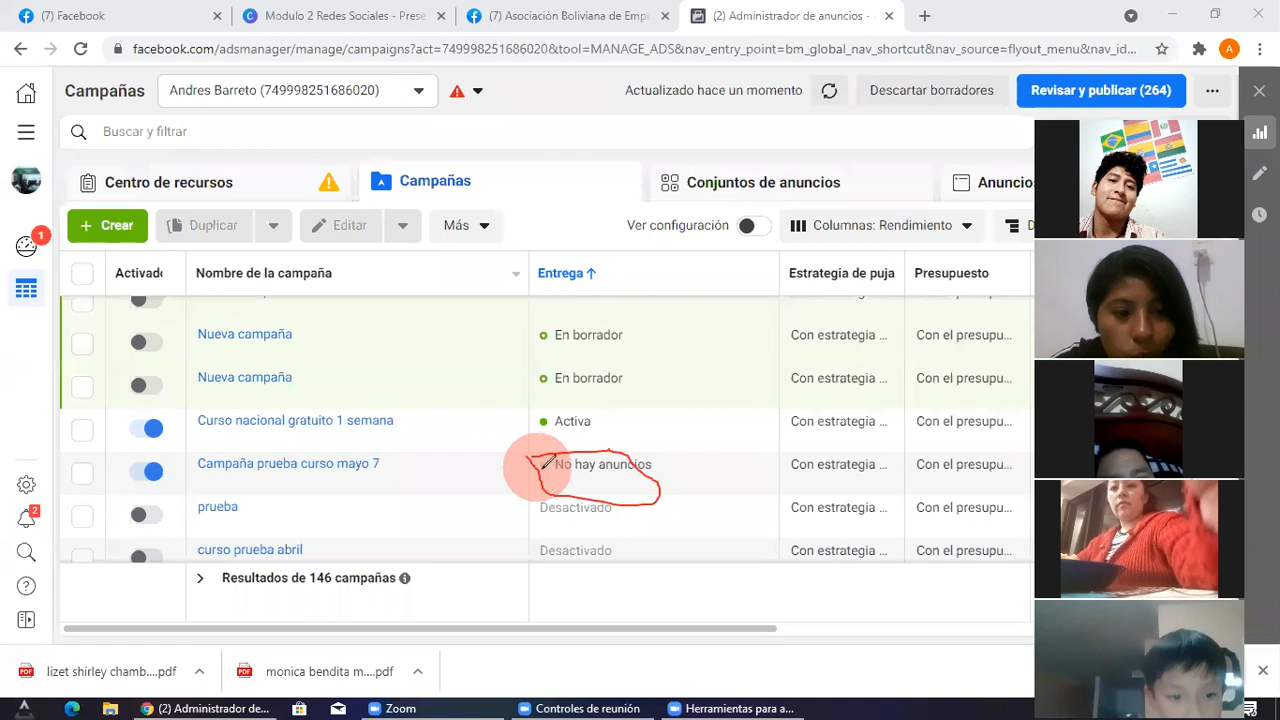 (7) Facebook
Modulo 2 Redes Sociales - Prese
(7) Asociación Boliviana de Emp
(2) Administrador de anuncios -
facebook.com/adsmanager/manage/campaigns?act=749998251686020&tool=MANAGE_ADS&nav_entry_point=bm_global_nav_shortcut&nav_source=flyout_menu&nav_id...
A
Campañas
Andres Barreto (749998251686020)
Actualizado hace un momento
Descartar borradores
Revisar y publicar (264)
Buscar y filtrar
Centro de recursos
Campañas
Conjuntos de anuncios
Anuncios
+ Crear
Duplicar
Editar
Más
Ver configuración
Columnas: Rendimiento
D
1
Activado
Nombre de la campaña
Entrega ↑
Estrategia de puja
Presupuesto
Nueva campaña
En borrador
Con estrategia ...
Con el presupu...
Nueva campaña
En borrador
Con estrategia ...
Con el presupu...
Curso nacional gratuito 1 semana
Activa
Con estrategia ...
Con el presupu...
Campaña prueba curso mayo 7
No hay anuncios
Con estrategia ...
Con el presupu...
prueba
Desactivado
Con estrategia ...
Con el presupu...
2
curso prueba abril
Desactivado
Con estrategia ...
Con el presupu...
Resultados de 146 campañas
lizet shirley chamb....pdf
monica bendita m....pdf
(2) Administrador de...
Zoom
Controles de reunión
Herramientas para a...